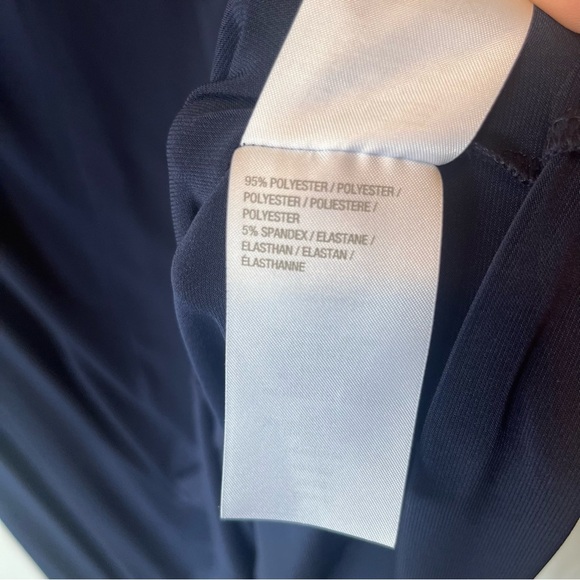 95% POLYESTER / POLYESTER /
POLYESTER / POLIESTERE /
POLYESTER
5% SPANDEX / ELASTANE /
ELASTHAN / ELASTAN /
ÉLASTHANNE